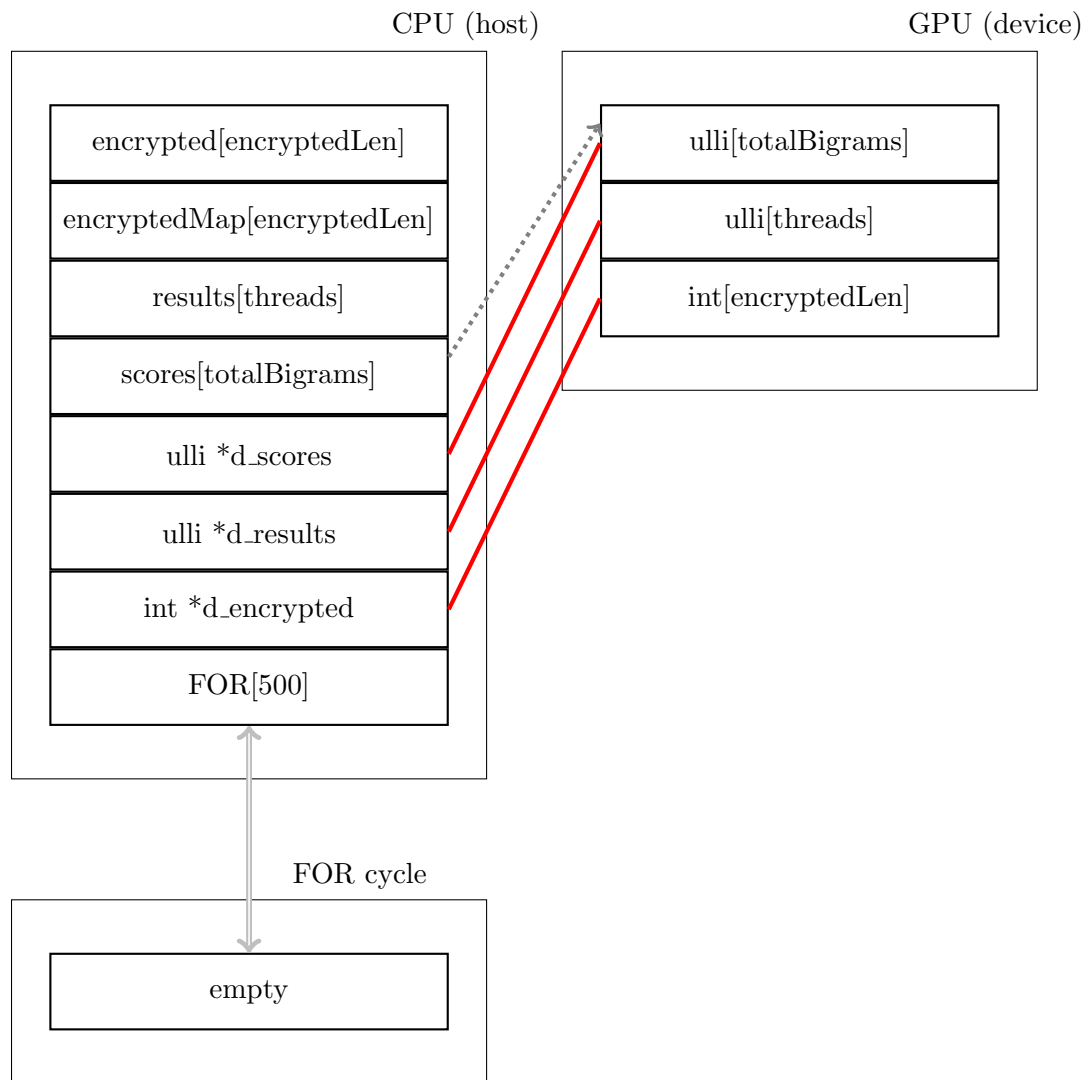 CPU (host)
GPU (device)
encrypted[encryptedLen]
encryptedMap[encryptedLen]
results[threads]
scores[totalBigrams]
ulli *d_scores
ulli *d_results
int *d_encrypted
FOR[500]
ulli[totalBigrams]
ulli[threads]
int[encryptedLen]
FOR cycle
empty